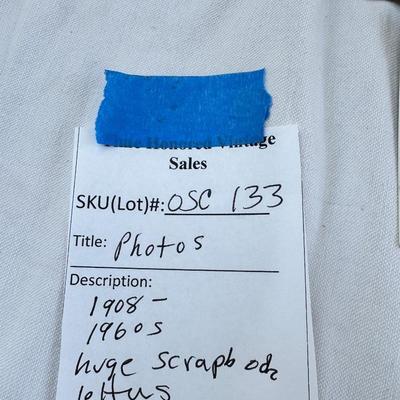 Time Honored Vintage
Sales
SKU(Lot)#: OSC 133
Title: Photos
Description:
1908-
1960s
huge scrapbook